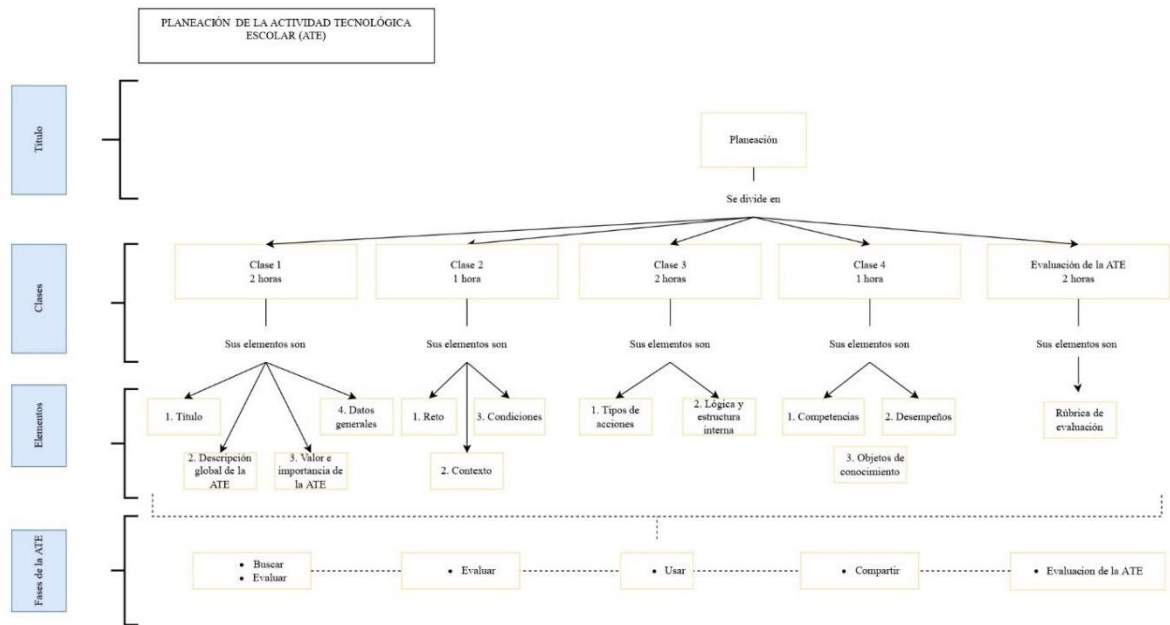 PLANEACIÓN DE LA ACTIVIDAD TECNOLÓGICA
ESCOLAR (ATE)
Título
Planeación
Se divide en
Clases
Clase 1
2 horas
Clase 2
1 hora
Clase 3
2 horas
Clase 4
1 hora
Evaluación de la ATE
2 horas
Sus elementos son
Sus elementos son
Sus elementos son
Sus elementos son
Sus elementos son
Elementos
1. Título
2. Descripción
global de la
ATE
3. Valor e
importancia de
la ATE
4. Datos
generales
1. Reto
2. Contexto
3. Condiciones
1. Tipos de
acciones
2. Lógica y
estructura
interna
1. Competencias
2. Desempeños
3. Objetos de
conocimiento
Rúbrica de
evaluación
Fases de la ATE
• Buscar
• Evaluar
• Evaluar
• Usar
• Compartir
• Evaluacion de la ATE